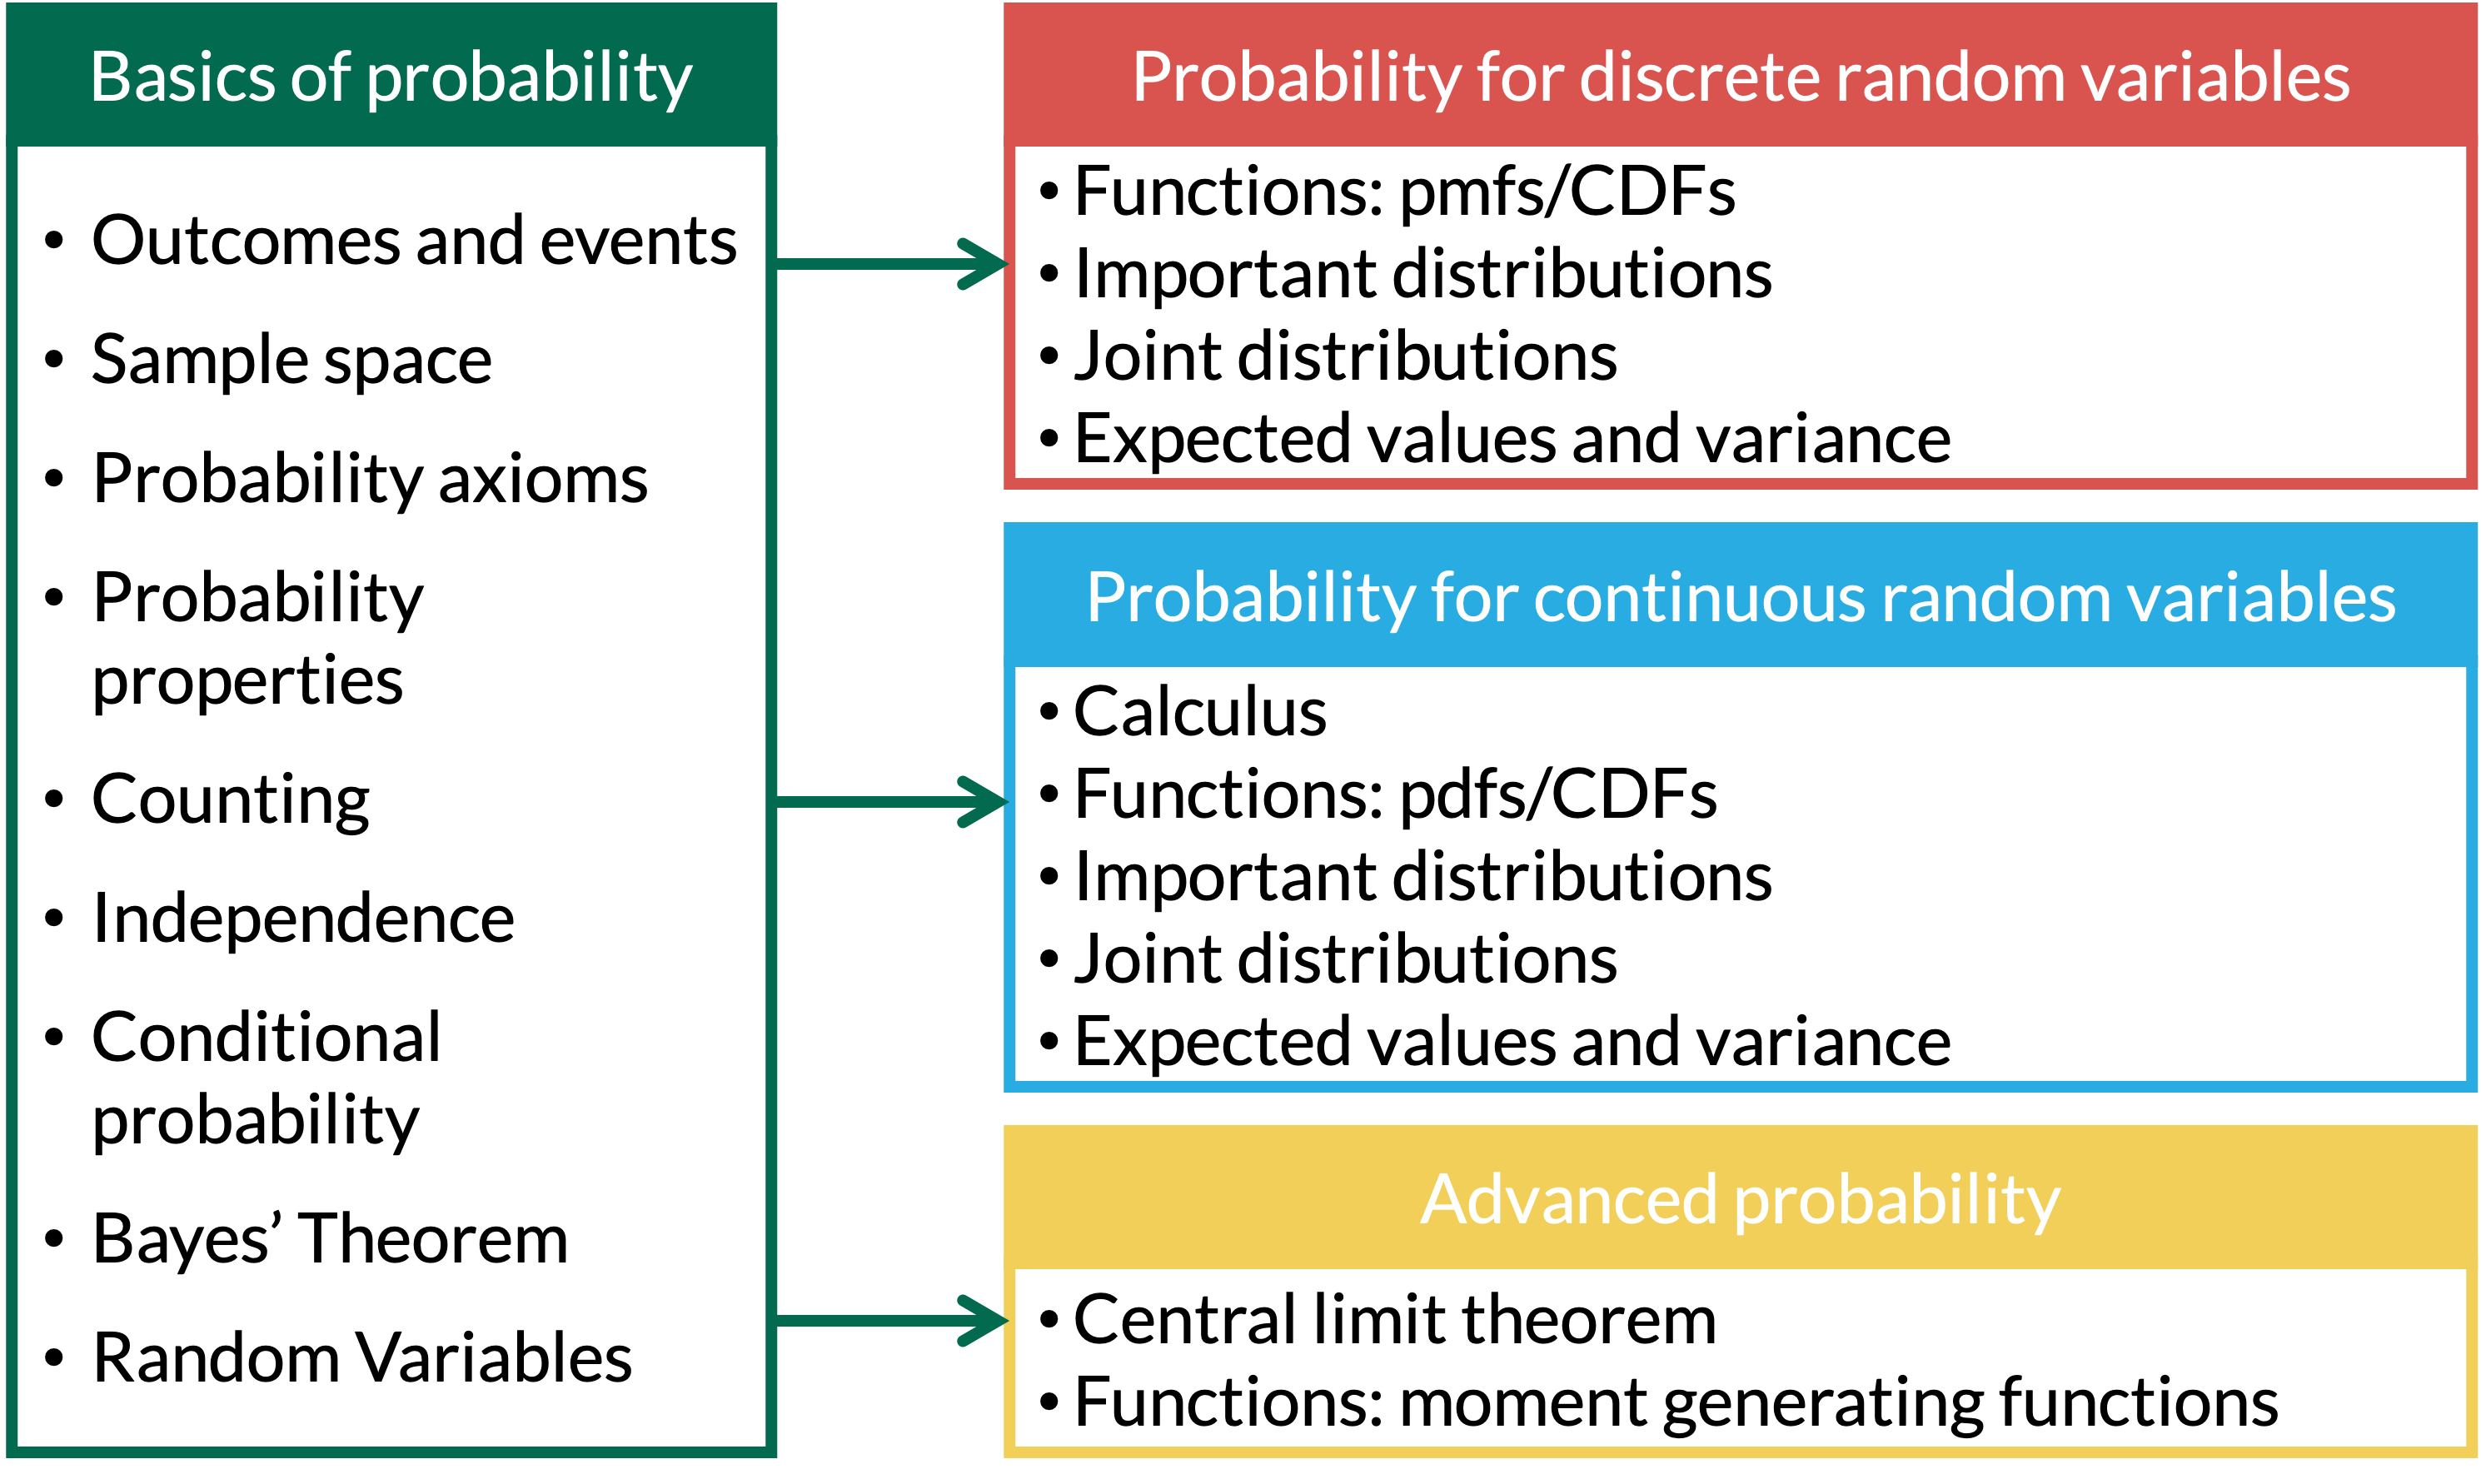 Basics of probability
• Outcomes and events
• Sample space
• Probability axioms
• Probability
properties
• Counting
• Independence
• Conditional
probability
• Bayes’ Theorem
• Random Variables
Probability for discrete random variables
• Functions: pmfs/CDFs
• Important distributions
• Joint distributions
• Expected values and variance
Probability for continuous random variables
• Calculus
• Functions: pdfs/CDFs
• Important distributions
• Joint distributions
• Expected values and variance
Advanced probability
• Central limit theorem
• Functions: moment generating functions